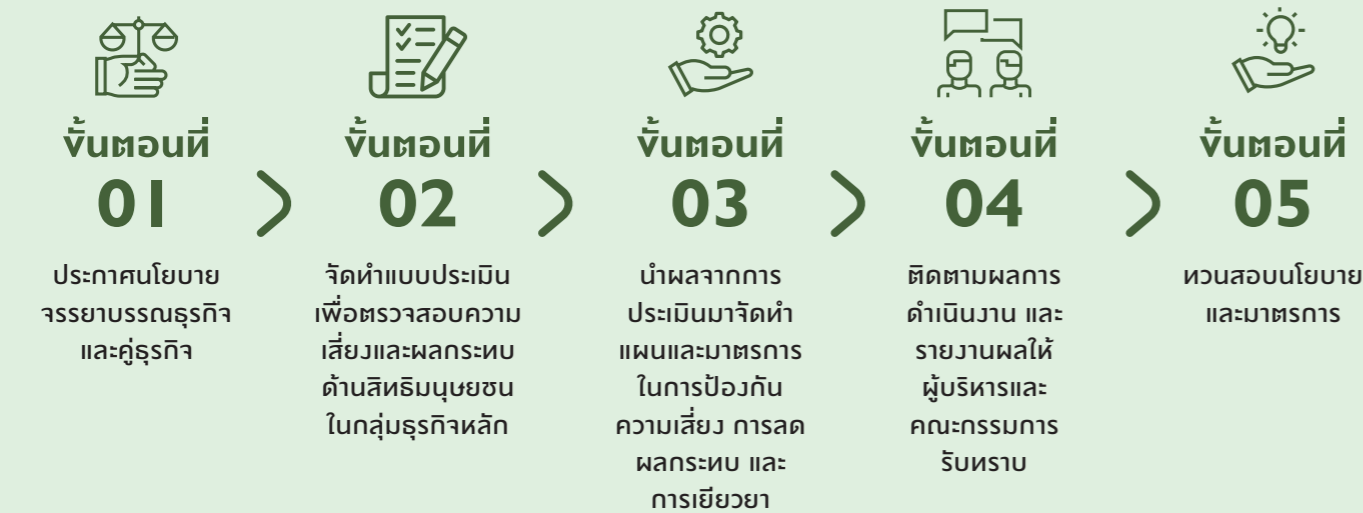 ขั้นตอนที่
01
ประกาศนโยบาย
จรรยาบรรณธุรกิจ
และคู่ธุรกิจ
ขั้นตอนที่
02
จัดทำแบบประเมิน
เพื่อตรวจสอบความ
เสี่ยงและผลกระทบ
ด้านสิทธิมนุษยชน
ในกลุ่มธุรกิจหลัก
ขั้นตอนที่
03
นำผลจากการ
ประเมินมาจัดทำ
แผนและมาตรการ
ในการป้องกัน
ความเสี่ยง การลด
ผลกระทบ และ
การเยียวยา
ขั้นตอนที่
04
ติดตามผลการ
ดำเนินงาน และ
รายงานผลให้
ผู้บริหารและ
คณะกรรมการ
รับทราบ
ขั้นตอนที่
05
ทวนสอบนโยบาย
และมาตรการ